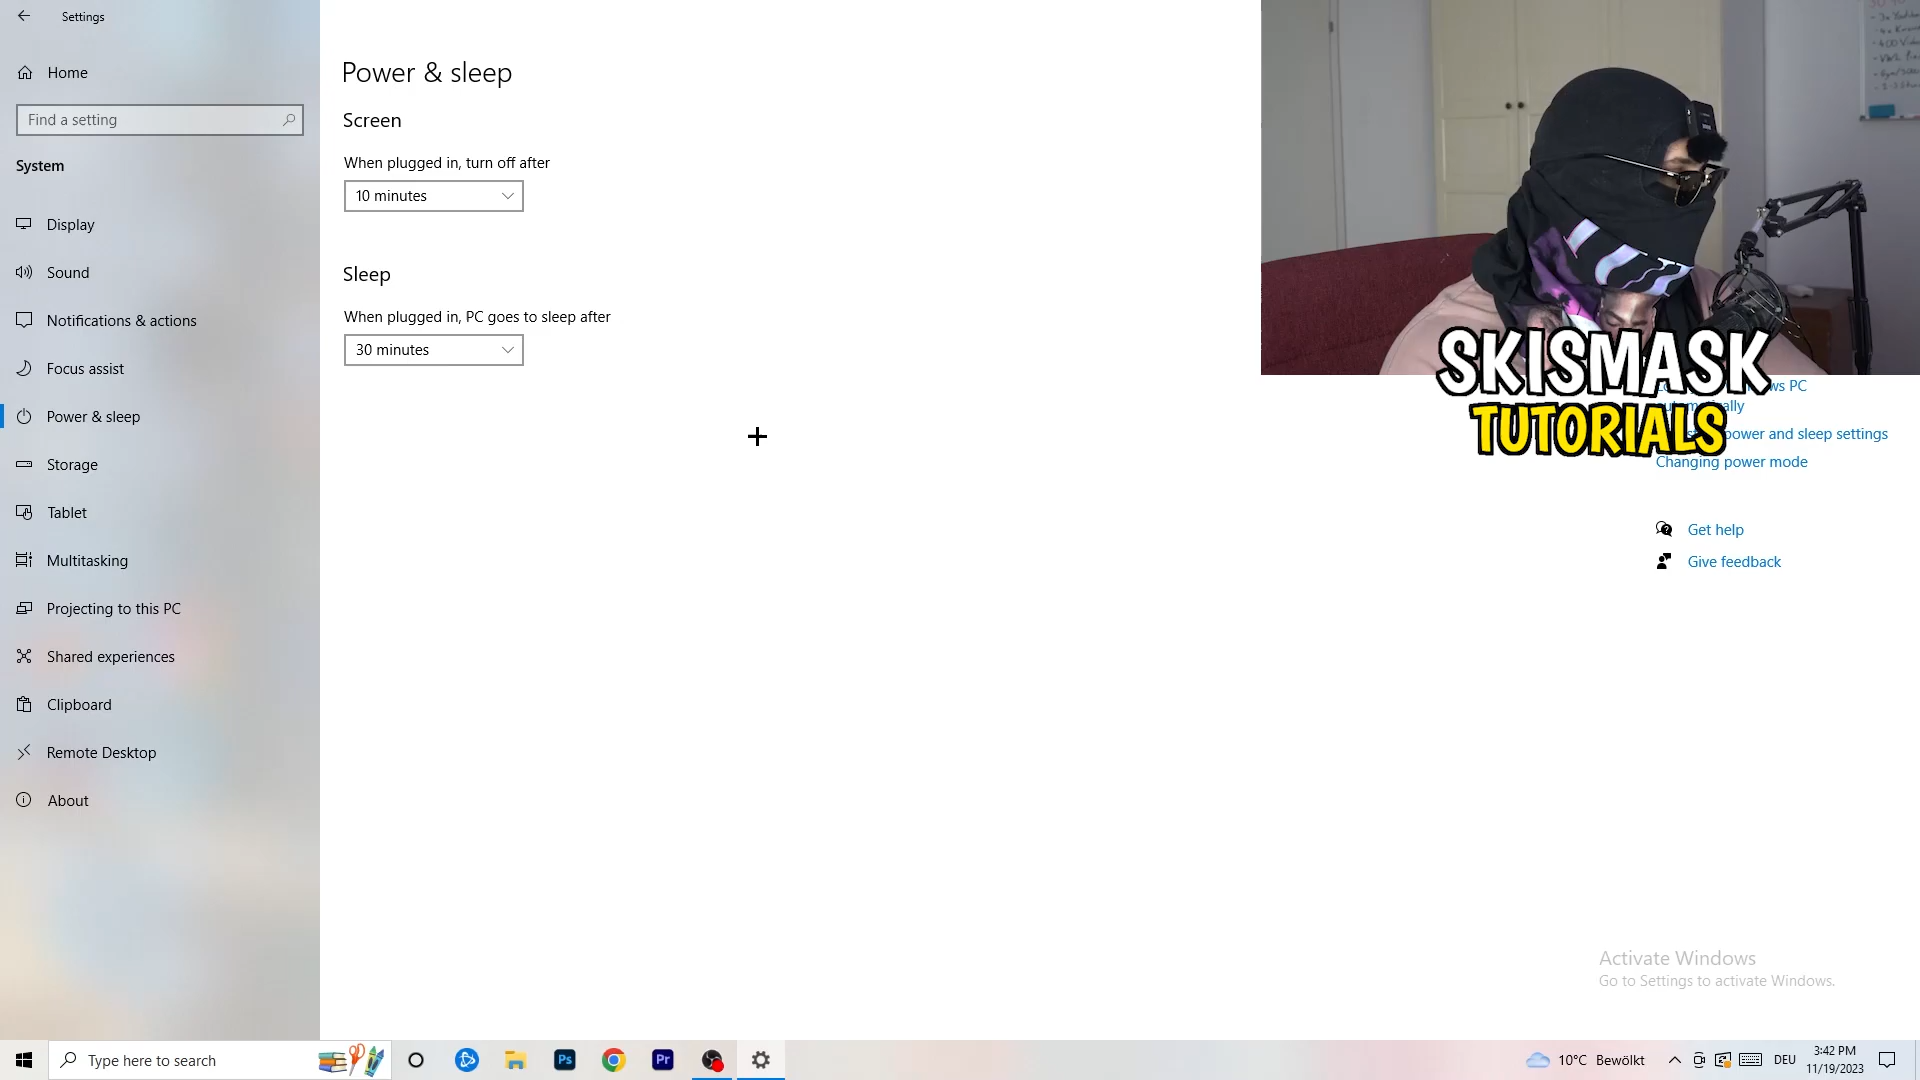 Settings
Home
Find a setting
System
Display
Sound
Notifications & actions
Focus assist
Power & sleep
Storage
Tablet
Multitasking
Projecting to this PC
Shared experiences
Clipboard
Remote Desktop
About
Power & sleep
Screen
When plugged in, turn off after
10 minutes
Sleep
When plugged in, PC goes to sleep after
30 minutes
SKISMASK
TUTORIALS
PC
power and sleep settings
Changing power mode
Get help
Give feedback
Activate Windows
Go to Settings to activate Windows.
Type here to search
Ps
Pr
10°C Bewölkt
DEU
3:42 PM
11/19/2023